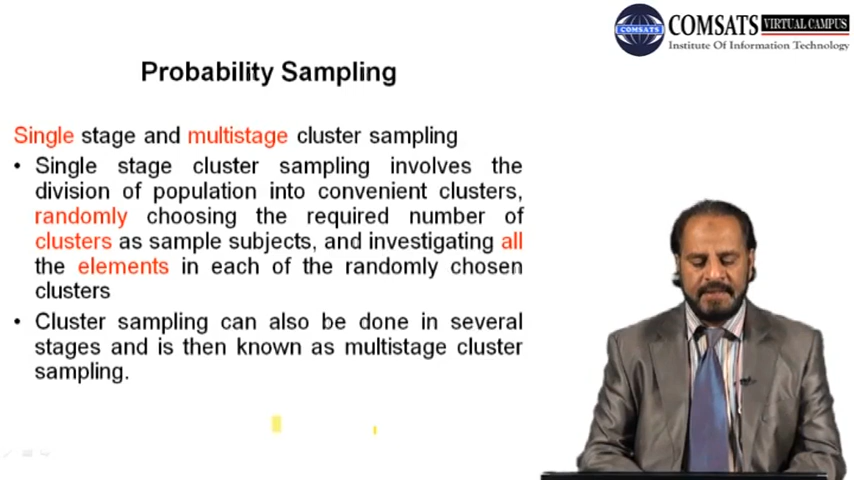 COMSATS VIRTUAL CAMPUS
COMSATS
Institute Of Information Technology
Probability Sampling
Single stage and multistage cluster sampling
• Single stage cluster sampling involves the
division of population into convenient clusters,
randomly choosing the required number of
clusters as sample subjects, and investigating all
the elements in each of the randomly chosen
clusters
• Cluster sampling can also be done in several
stages and is then known as multistage cluster
sampling.